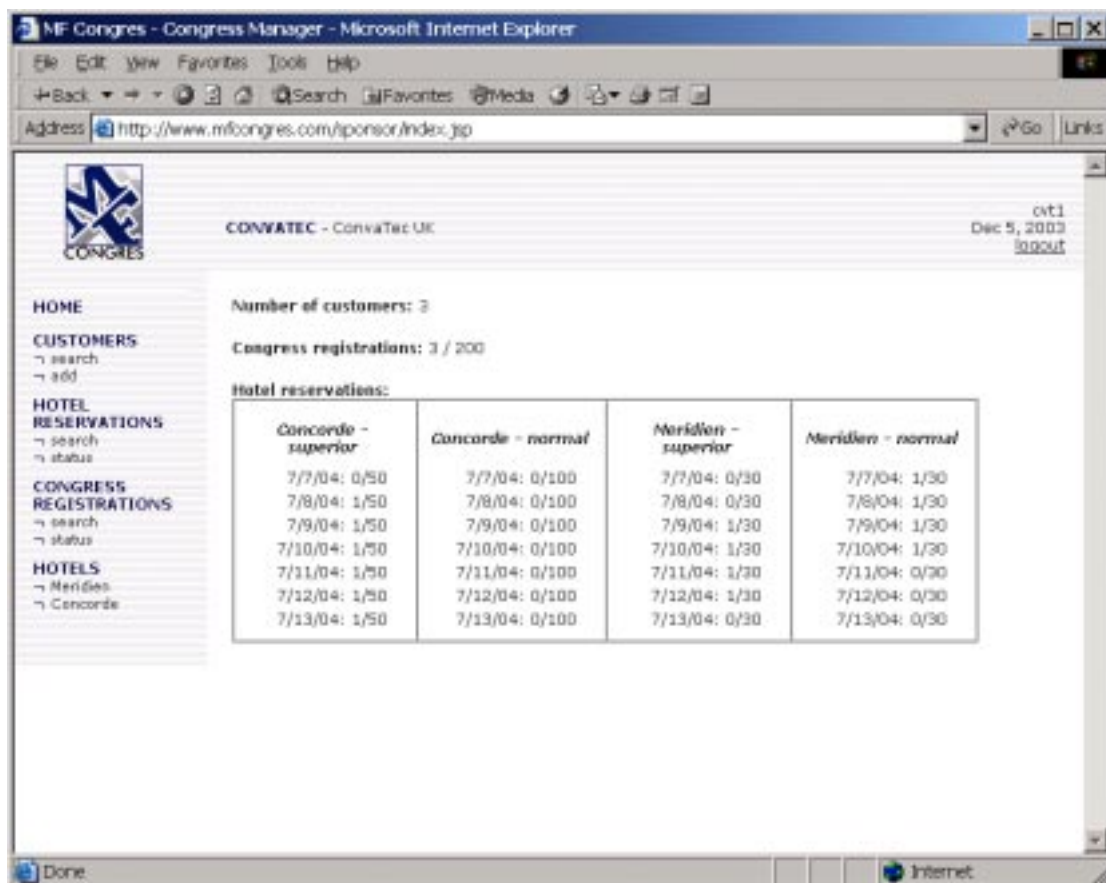 MF Congres - Congress Manager - Microsoft Internet Explorer
File Edit View Favorites Tools Help
Back Search Favorites Media
Address http://www.mfcongres.com/sponsor/index.jsp Go Links
CONGRES
CONVATEC - ConvaTec UK
cvt1
Dec 5, 2003
logout
HOME
CUSTOMERS
¬ search
¬ add
HOTEL
RESERVATIONS
¬ search
¬ status
CONGRESS
REGISTRATIONS
¬ search
¬ status
HOTELS
¬ Meridien
¬ Concorde
Number of customers: 3
Congress registrations: 3 / 200
Hotel reservations:
Concorde -
superior
7/7/04: 0/50
7/8/04: 1/50
7/9/04: 1/50
7/10/04: 1/50
7/11/04: 1/50
7/12/04: 1/50
7/13/04: 1/50
Concorde - normal
7/7/04: 0/100
7/8/04: 0/100
7/9/04: 0/100
7/10/04: 0/100
7/11/04: 0/100
7/12/04: 0/100
7/13/04: 0/100
Meridien -
superior
7/7/04: 0/30
7/8/04: 0/30
7/9/04: 1/30
7/10/04: 1/30
7/11/04: 1/30
7/12/04: 1/30
7/13/04: 0/30
Meridien - normal
7/7/04: 1/30
7/8/04: 1/30
7/9/04: 1/30
7/10/04: 1/30
7/11/04: 0/30
7/12/04: 0/30
7/13/04: 0/30
Done
Internet